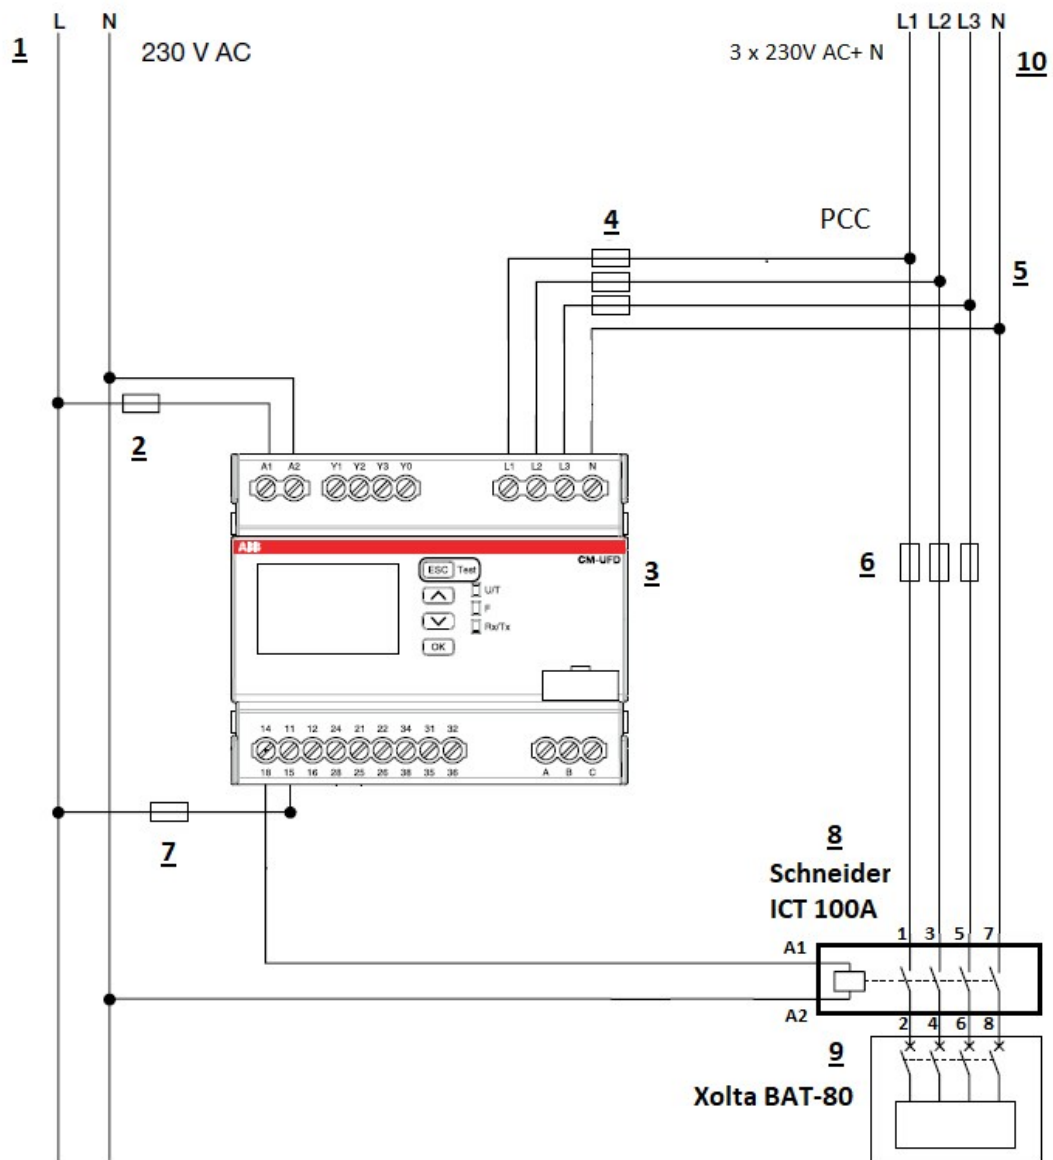 L N
L1 L2 L3 N
1
230 V AC
3 x 230V AC+ N
10
4
PCC
5
2
A1 A2 Y1 Y2 Y3 Y0 L1 L2 L3 N
ABB
CM-UFD
ESC Test
U/T
F
Rx/Tx
OK
3
6
14 11 12 24 21 22 34 31 32
18 15 16 28 25 26 38 35 36 A B C
7
8
Schneider
ICT 100A
1 3 5 7
A1
A2
2 4 6 8
9
Xolta BAT-80